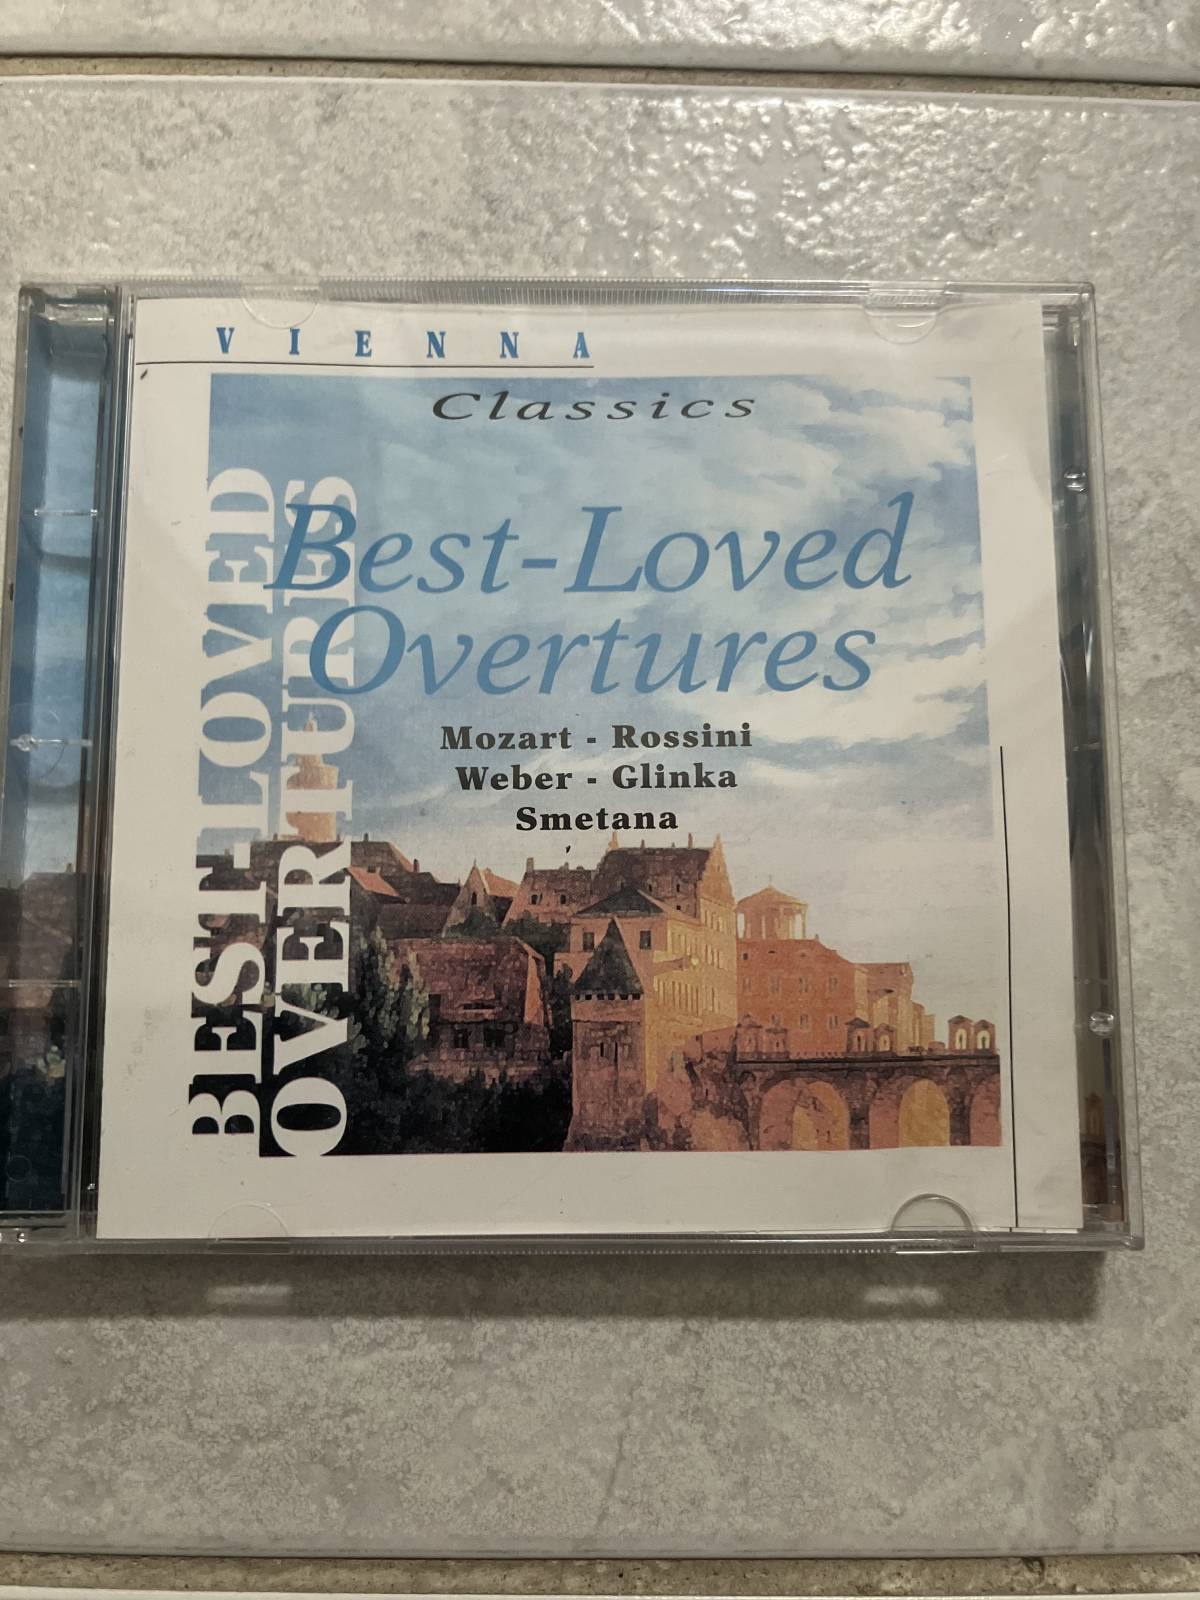 VIENNA
Classics
Best-Loved
Overtures
Mozart - Rossini
Weber - Glinka
Smetana
BEST LOVED
OVERTURES